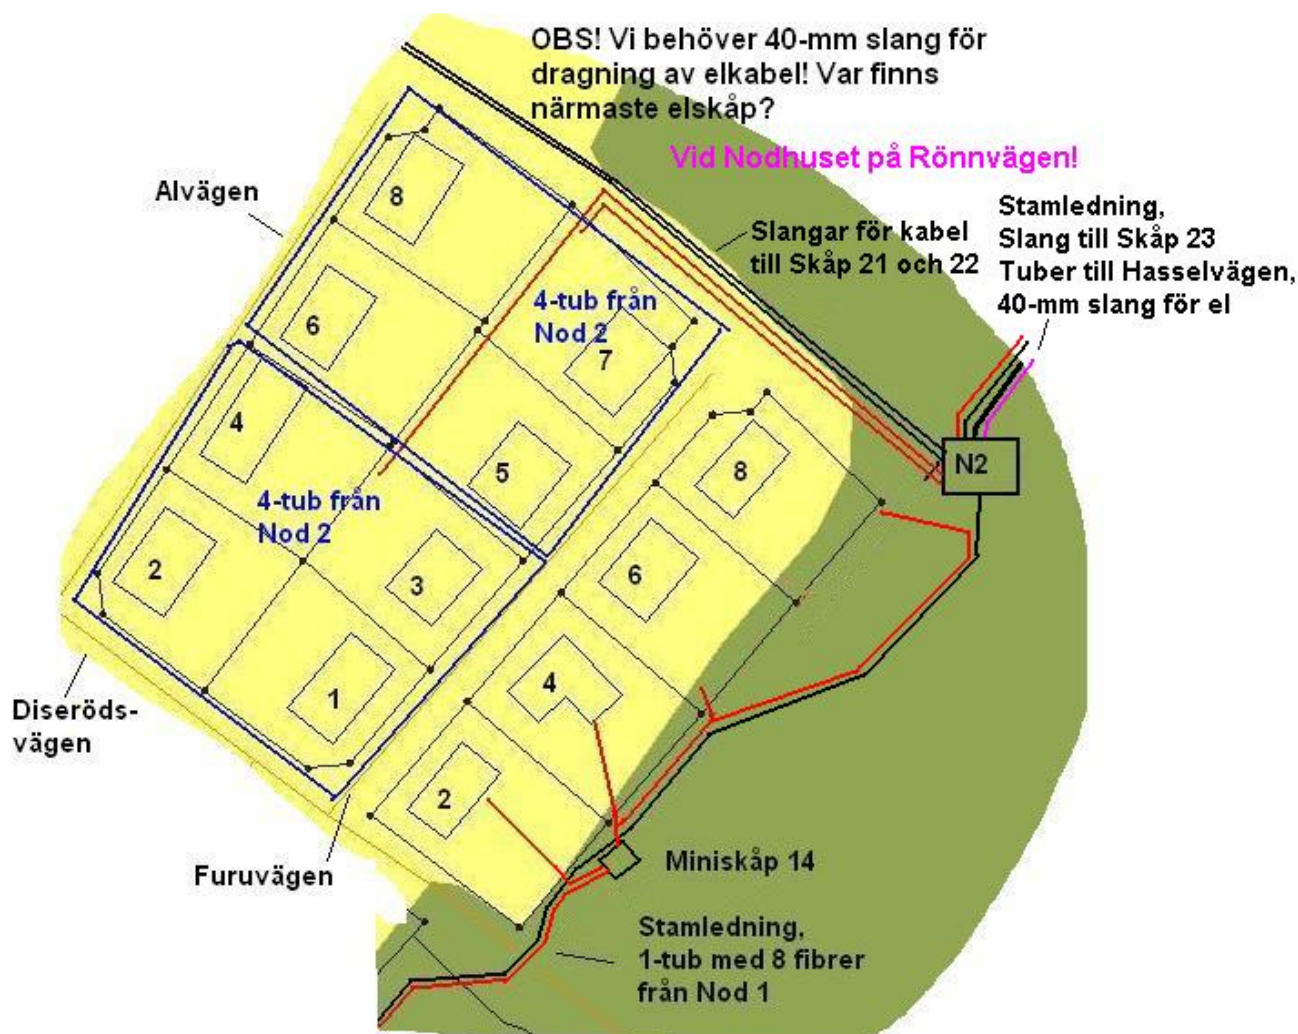 OBS! Vi behöver 40-mm slang för
dragning av elkabel! Var finns
närmaste elskåp?
Vid Nodhuset på Rönnvägen!
Alvägen
8
Stamledning,
Slang till Skåp 23
Tuber till Hasselvägen,
40-mm slang för el
Slangar för kabel
till Skåp 21 och 22
4-tub från
Nod 2
6
7
4
5
8
N2
4-tub från
Nod 2
2
3
6
1
4
Diseröds-
vägen
2
Furuvägen
Miniskåp 14
Stamledning,
1-tub med 8 fibrer
från Nod 1